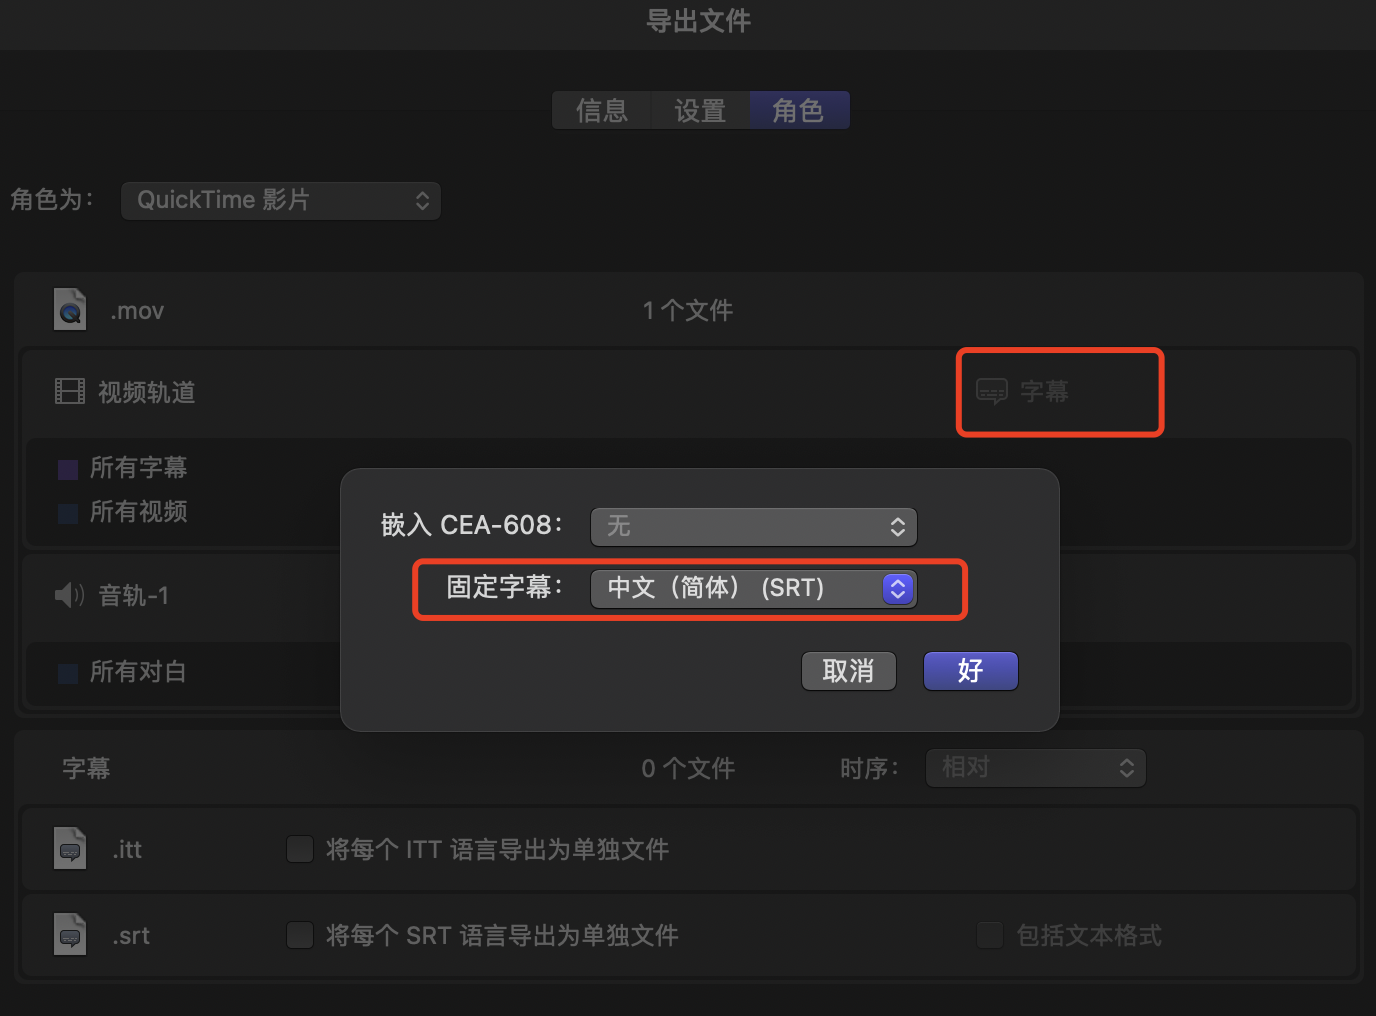 导出文件
信息 设置 角色
角色为： QuickTime 影片
.mov 1 个文件
视频轨道 字幕
所有字幕
所有视频
嵌入 CEA-608： 无
固定字幕： 中文（简体） (SRT)
音轨-1
所有对白
取消 好
字幕 0 个文件 时序： 相对
.itt 将每个 ITT 语言导出为单独文件
.srt 将每个 SRT 语言导出为单独文件 包括文本格式